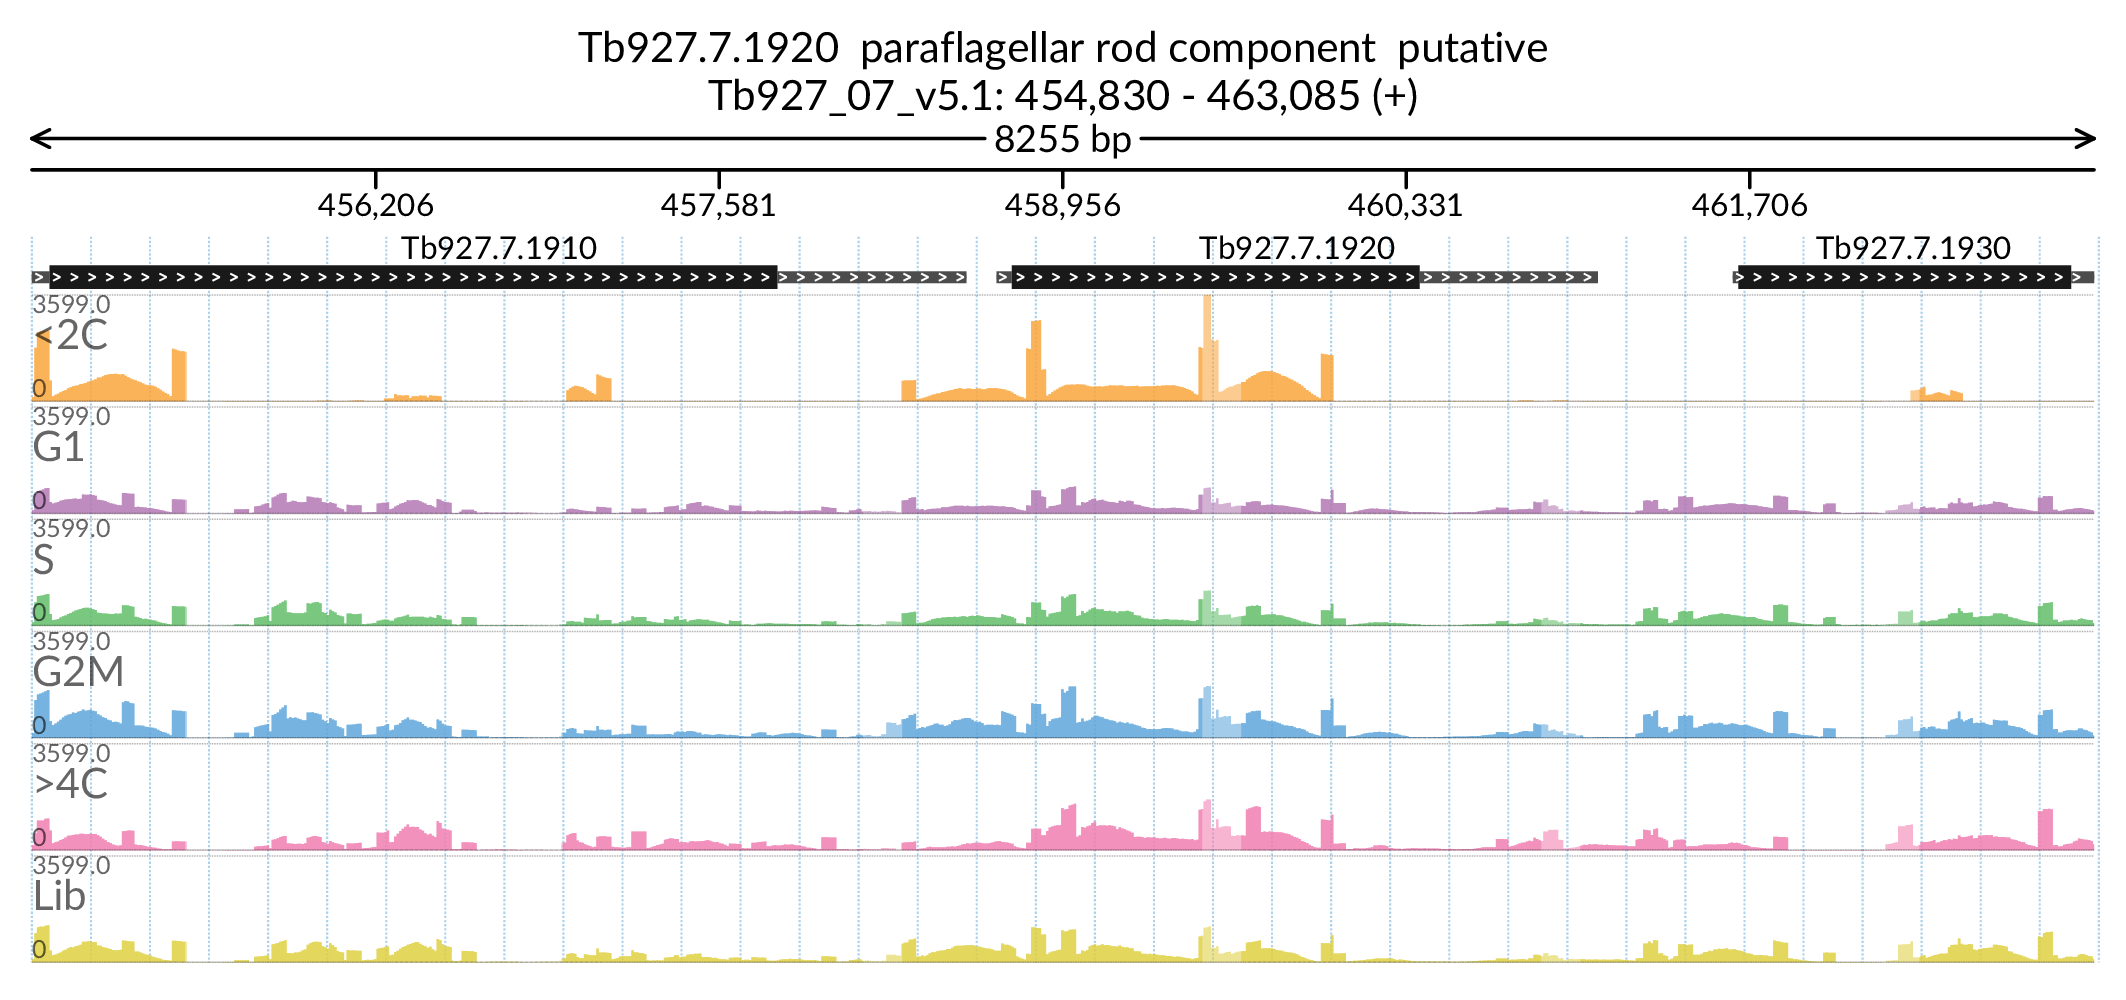 Tb927.7.1920  paraflagellar rod component  putative
Tb927_07_v5.1: 454,830 - 463,085 (+)
8255 bp
456,206 457,581 458,956 460,331 461,706
Tb927.7.1910 Tb927.7.1920 Tb927.7.1930
3599.0
<2C
0
3599.0
G1
0
3599.0
S
0
3599.0
G2M
0
3599.0
>4C
0
3599.0
Lib
0